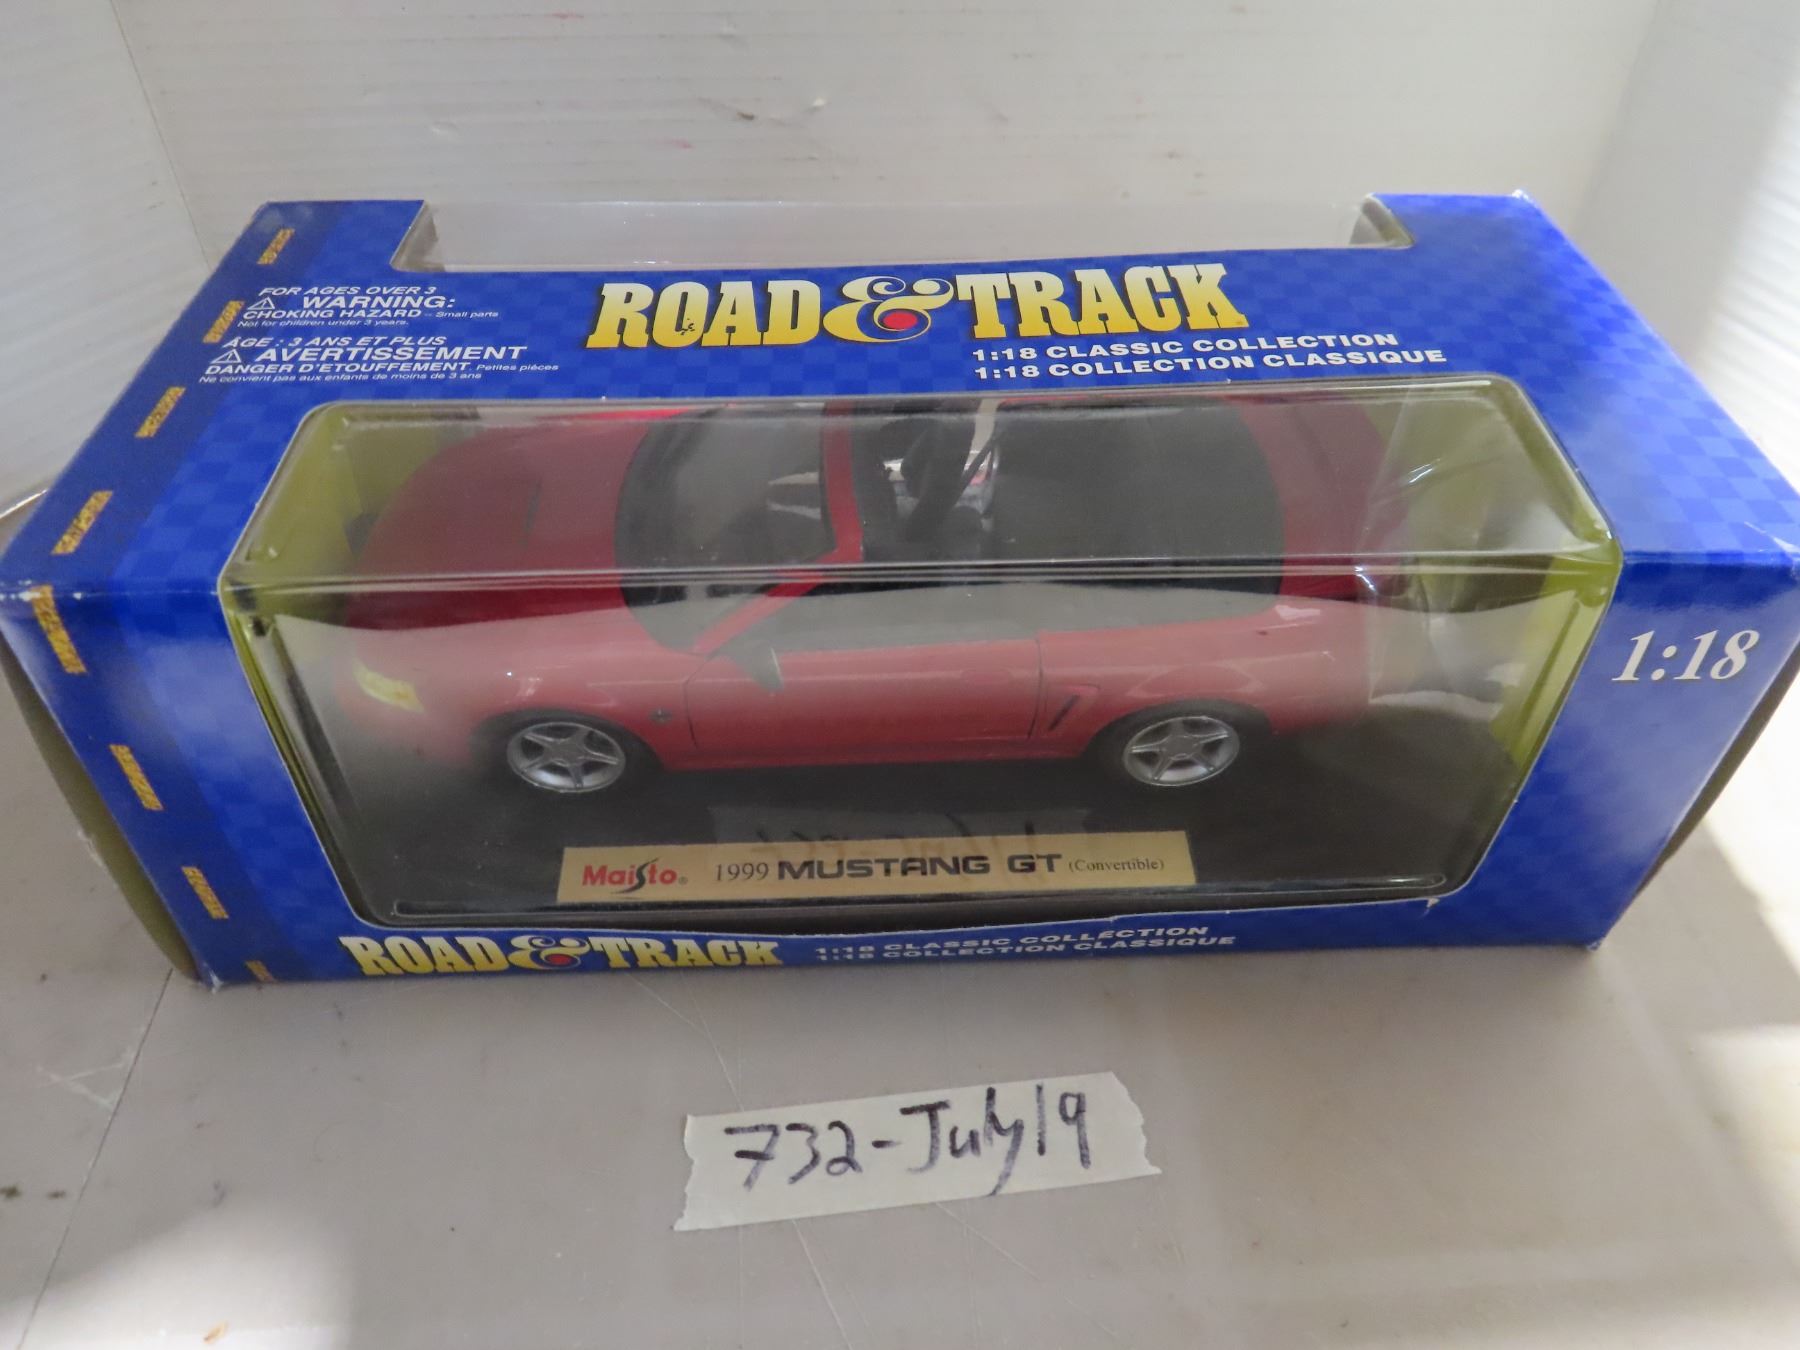 FOR AGES OVER 3
WARNING:
CHOKING HAZARD -- Small parts
Not for children under 3 years.
ÂGE : 3 ANS ET PLUS
AVERTISSEMENT
DANGER D'ETOUFFEMENT. Petites pièces
Ne convient pas aux enfants de moins de 3 ans
ROAD & TRACK
1:18 CLASSIC COLLECTION
1:18 COLLECTION CLASSIQUE
1:18
Maisto® 1999 MUSTANG GT (Convertible)
ROAD & TRACK
1:18 CLASSIC COLLECTION
1:18 COLLECTION CLASSIQUE
732-July19